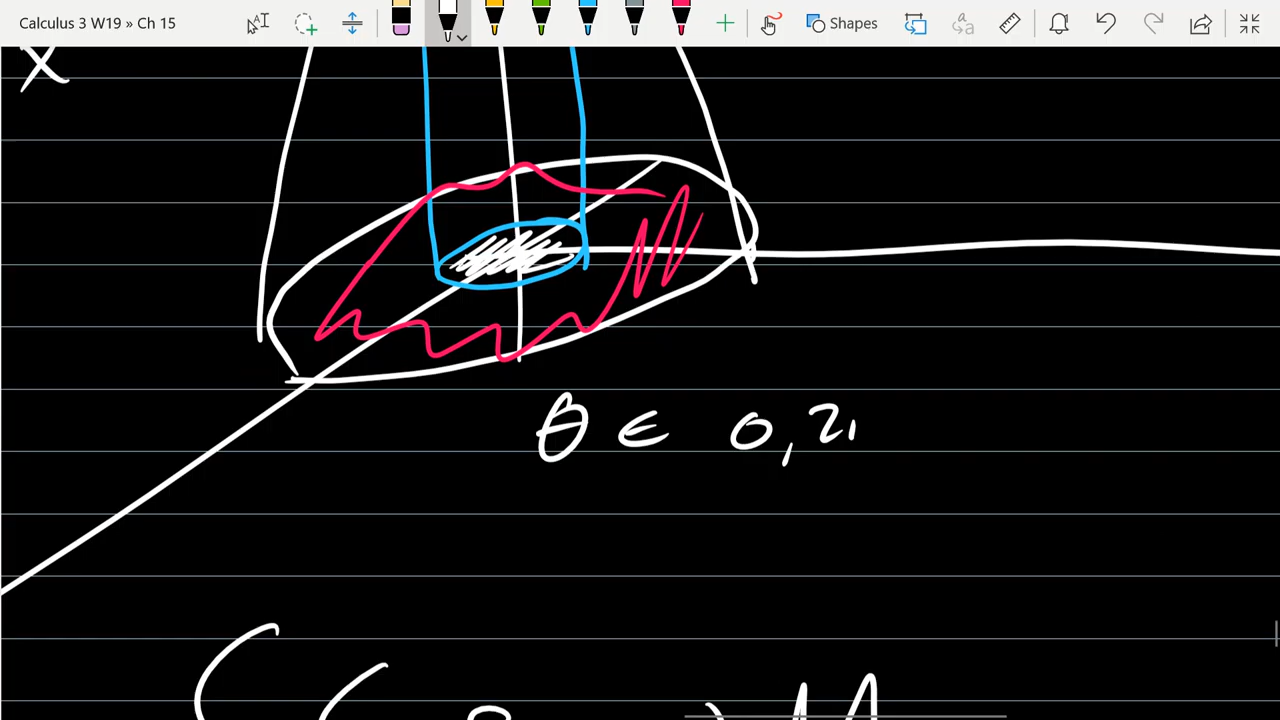 Calculus 3 W19 » Ch 15
Shapes
x
θ ∈ 0, 2